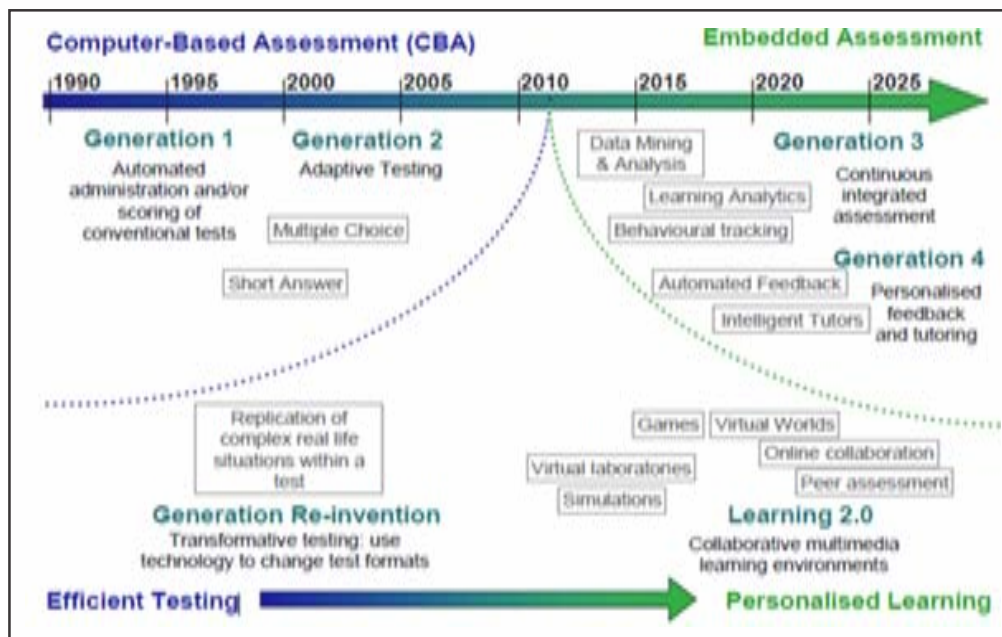 Computer-Based Assessment (CBA)
Embedded Assessment
1990
1995
2000
2005
2010
2015
2020
2025
Generation 1
Automated
administration and/or
scoring of
conventional tests
Generation 2
Adaptive Testing
Multiple Choice
Short Answer
Data Mining
& Analysis
Learning Analytics
Behavioural tracking
Generation 3
Continuous
integrated
assessment
Generation 4
Personalised
feedback
and tutoring
Automated Feedback
Intelligent Tutors
Replication of
complex real life
situations within a
test
Generation Re-invention
Transformative testing: use
technology to change test formats
Games
Virtual Worlds
Online collaboration
Virtual laboratories
Peer assessment
Simulations
Learning 2.0
Collaborative multimedia
learning environments
Efficient Testing
Personalised Learning